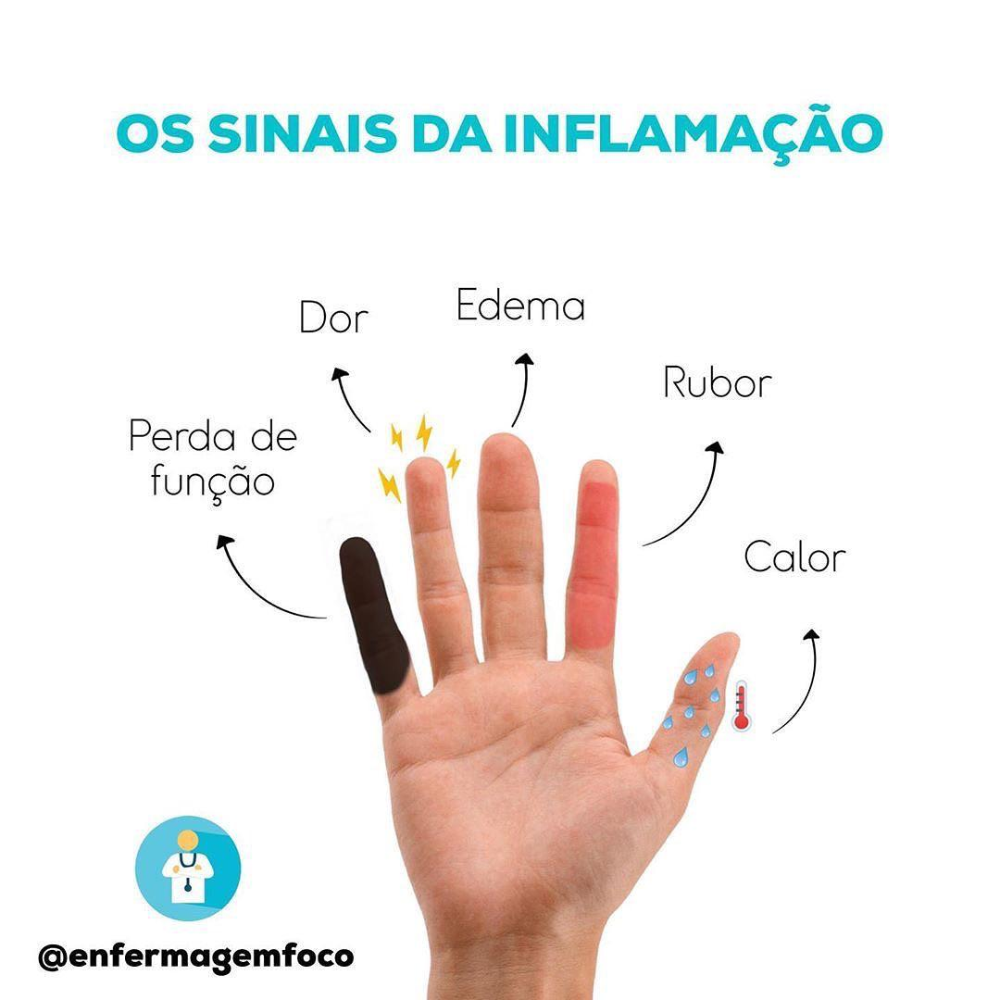 OS SINAIS DA INFLAMAÇÃO
Dor
Edema
Rubor
Perda de
função
Calor
@enfermagemfoco